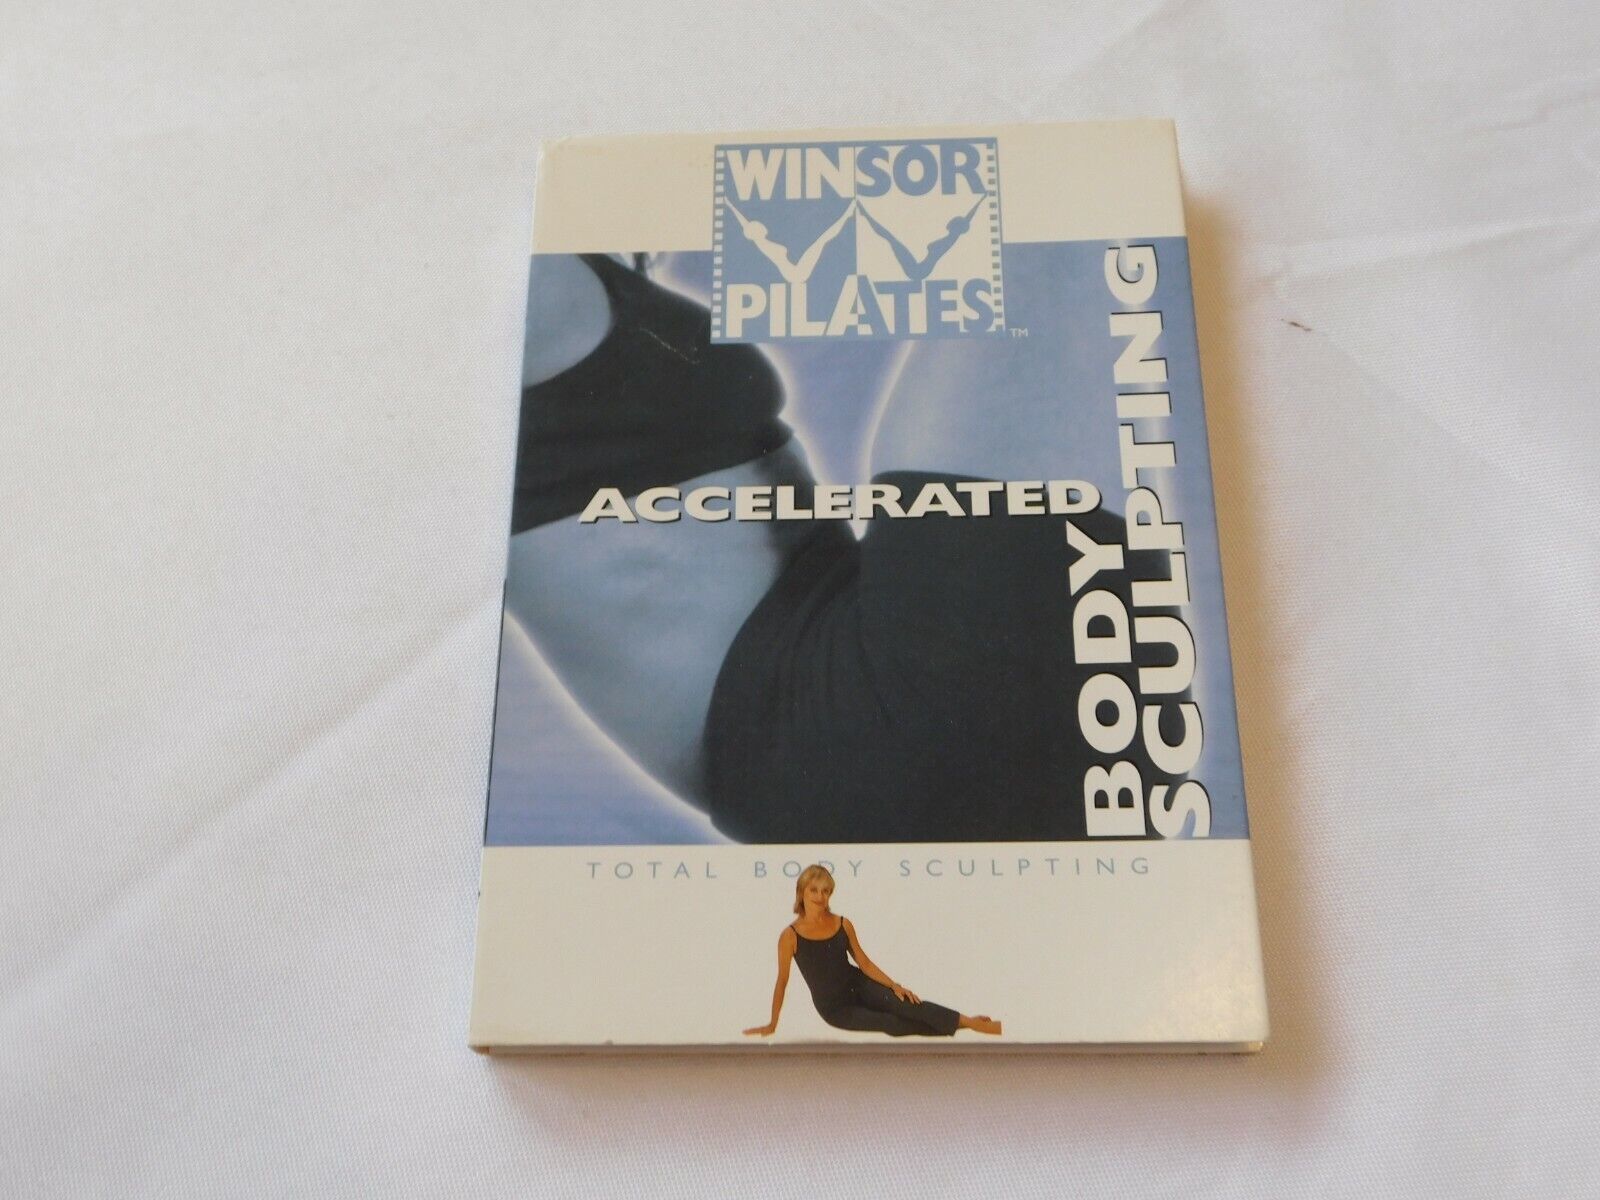 WINSOR
PILATES
TM
ACCELERATED
BODY
SCULPTING
TOTAL BODY SCULPTING